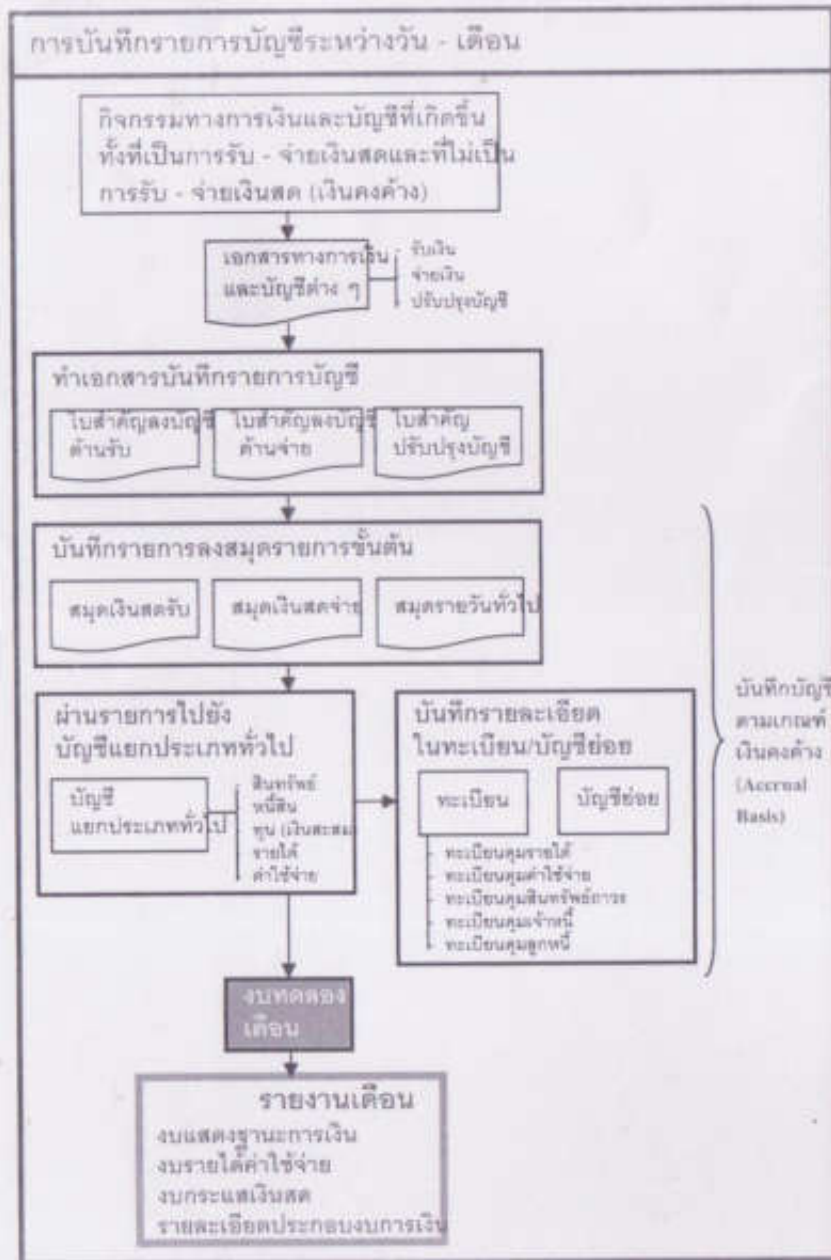 การบันทึกรายการบัญชีระหว่างวัน - เดือน
กิจกรรมทางการเงินและบัญชีที่เกิดขึ้น
ทั้งที่เป็นการรับ - จ่ายเงินสดและที่ไม่เป็น
การรับ - จ่ายเงินสด (เงินคงค้าง)
เอกสารทางการเงิน
และบัญชีต่าง ๆ
รับเงิน
จ่ายเงิน
ปรับปรุงบัญชี
ทำเอกสารบันทึกรายการบัญชี
ใบสำคัญลงบัญชี
ด้านรับ
ใบสำคัญลงบัญชี
ด้านจ่าย
ใบสำคัญ
ปรับปรุงบัญชี
บันทึกรายการลงสมุดรายการขั้นต้น
สมุดเงินสดรับ
สมุดเงินสดจ่าย
สมุดรายวันทั่วไป
ผ่านรายการไปยัง
บัญชีแยกประเภททั่วไป
บัญชี
แยกประเภททั่วไป
สินทรัพย์
หนี้สิน
ทุน (เงินสะสม
รายได้
ค่าใช้จ่าย
บันทึกรายละเอียด
ในทะเบียน/บัญชีย่อย
ทะเบียน
บัญชีย่อย
ทะเบียนคุมรายได้
ทะเบียนคุมค่าใช้จ่าย
ทะเบียนคุมสินทรัพย์ถาวร
ทะเบียนคุมเจ้าหนี้
ทะเบียนคุมลูกหนี้
บันทึกบัญชี
ตามเกณฑ์
เงินคงค้าง
(Accrual
Basis)
งบทดลอง
เดือน
รายงานเดือน
งบแสดงฐานะการเงิน
งบรายได้ค่าใช้จ่าย
งบกระแสเงินสด
รายละเอียดประกอบงบการเงิน